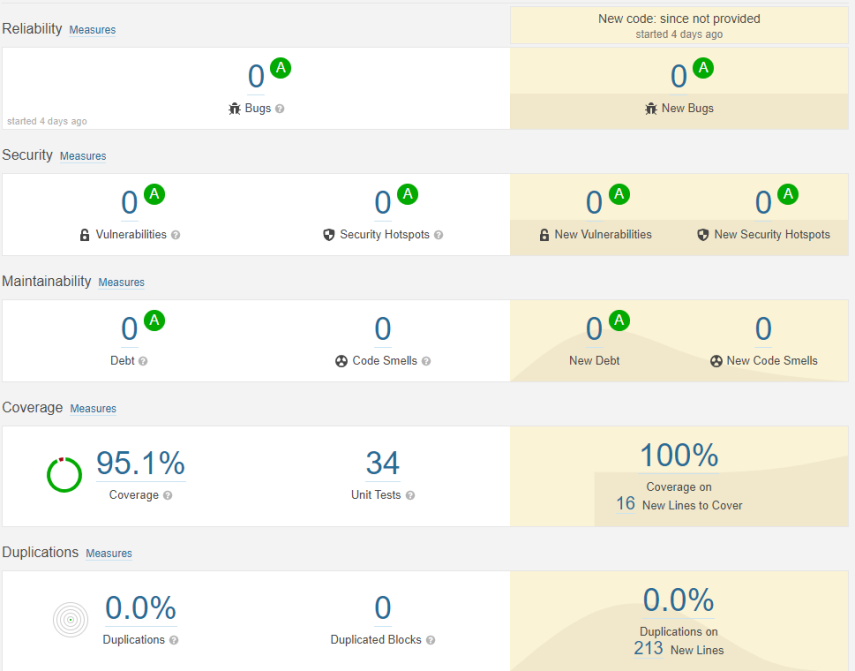 Reliability Measures
New code: since not provided
started 4 days ago
0 A
Bugs ?
started 4 days ago
0 A
New Bugs
Security Measures
0 A
Vulnerabilities ?
0 A
Security Hotspots ?
0 A
New Vulnerabilities
0 A
New Security Hotspots
Maintainability Measures
0 A
Debt ?
0
Code Smells ?
0 A
New Debt
0
New Code Smells
Coverage Measures
95.1%
Coverage ?
34
Unit Tests ?
100%
Coverage on
16 New Lines to Cover
Duplications Measures
0.0%
Duplications ?
0
Duplicated Blocks ?
0.0%
Duplications on
213 New Lines